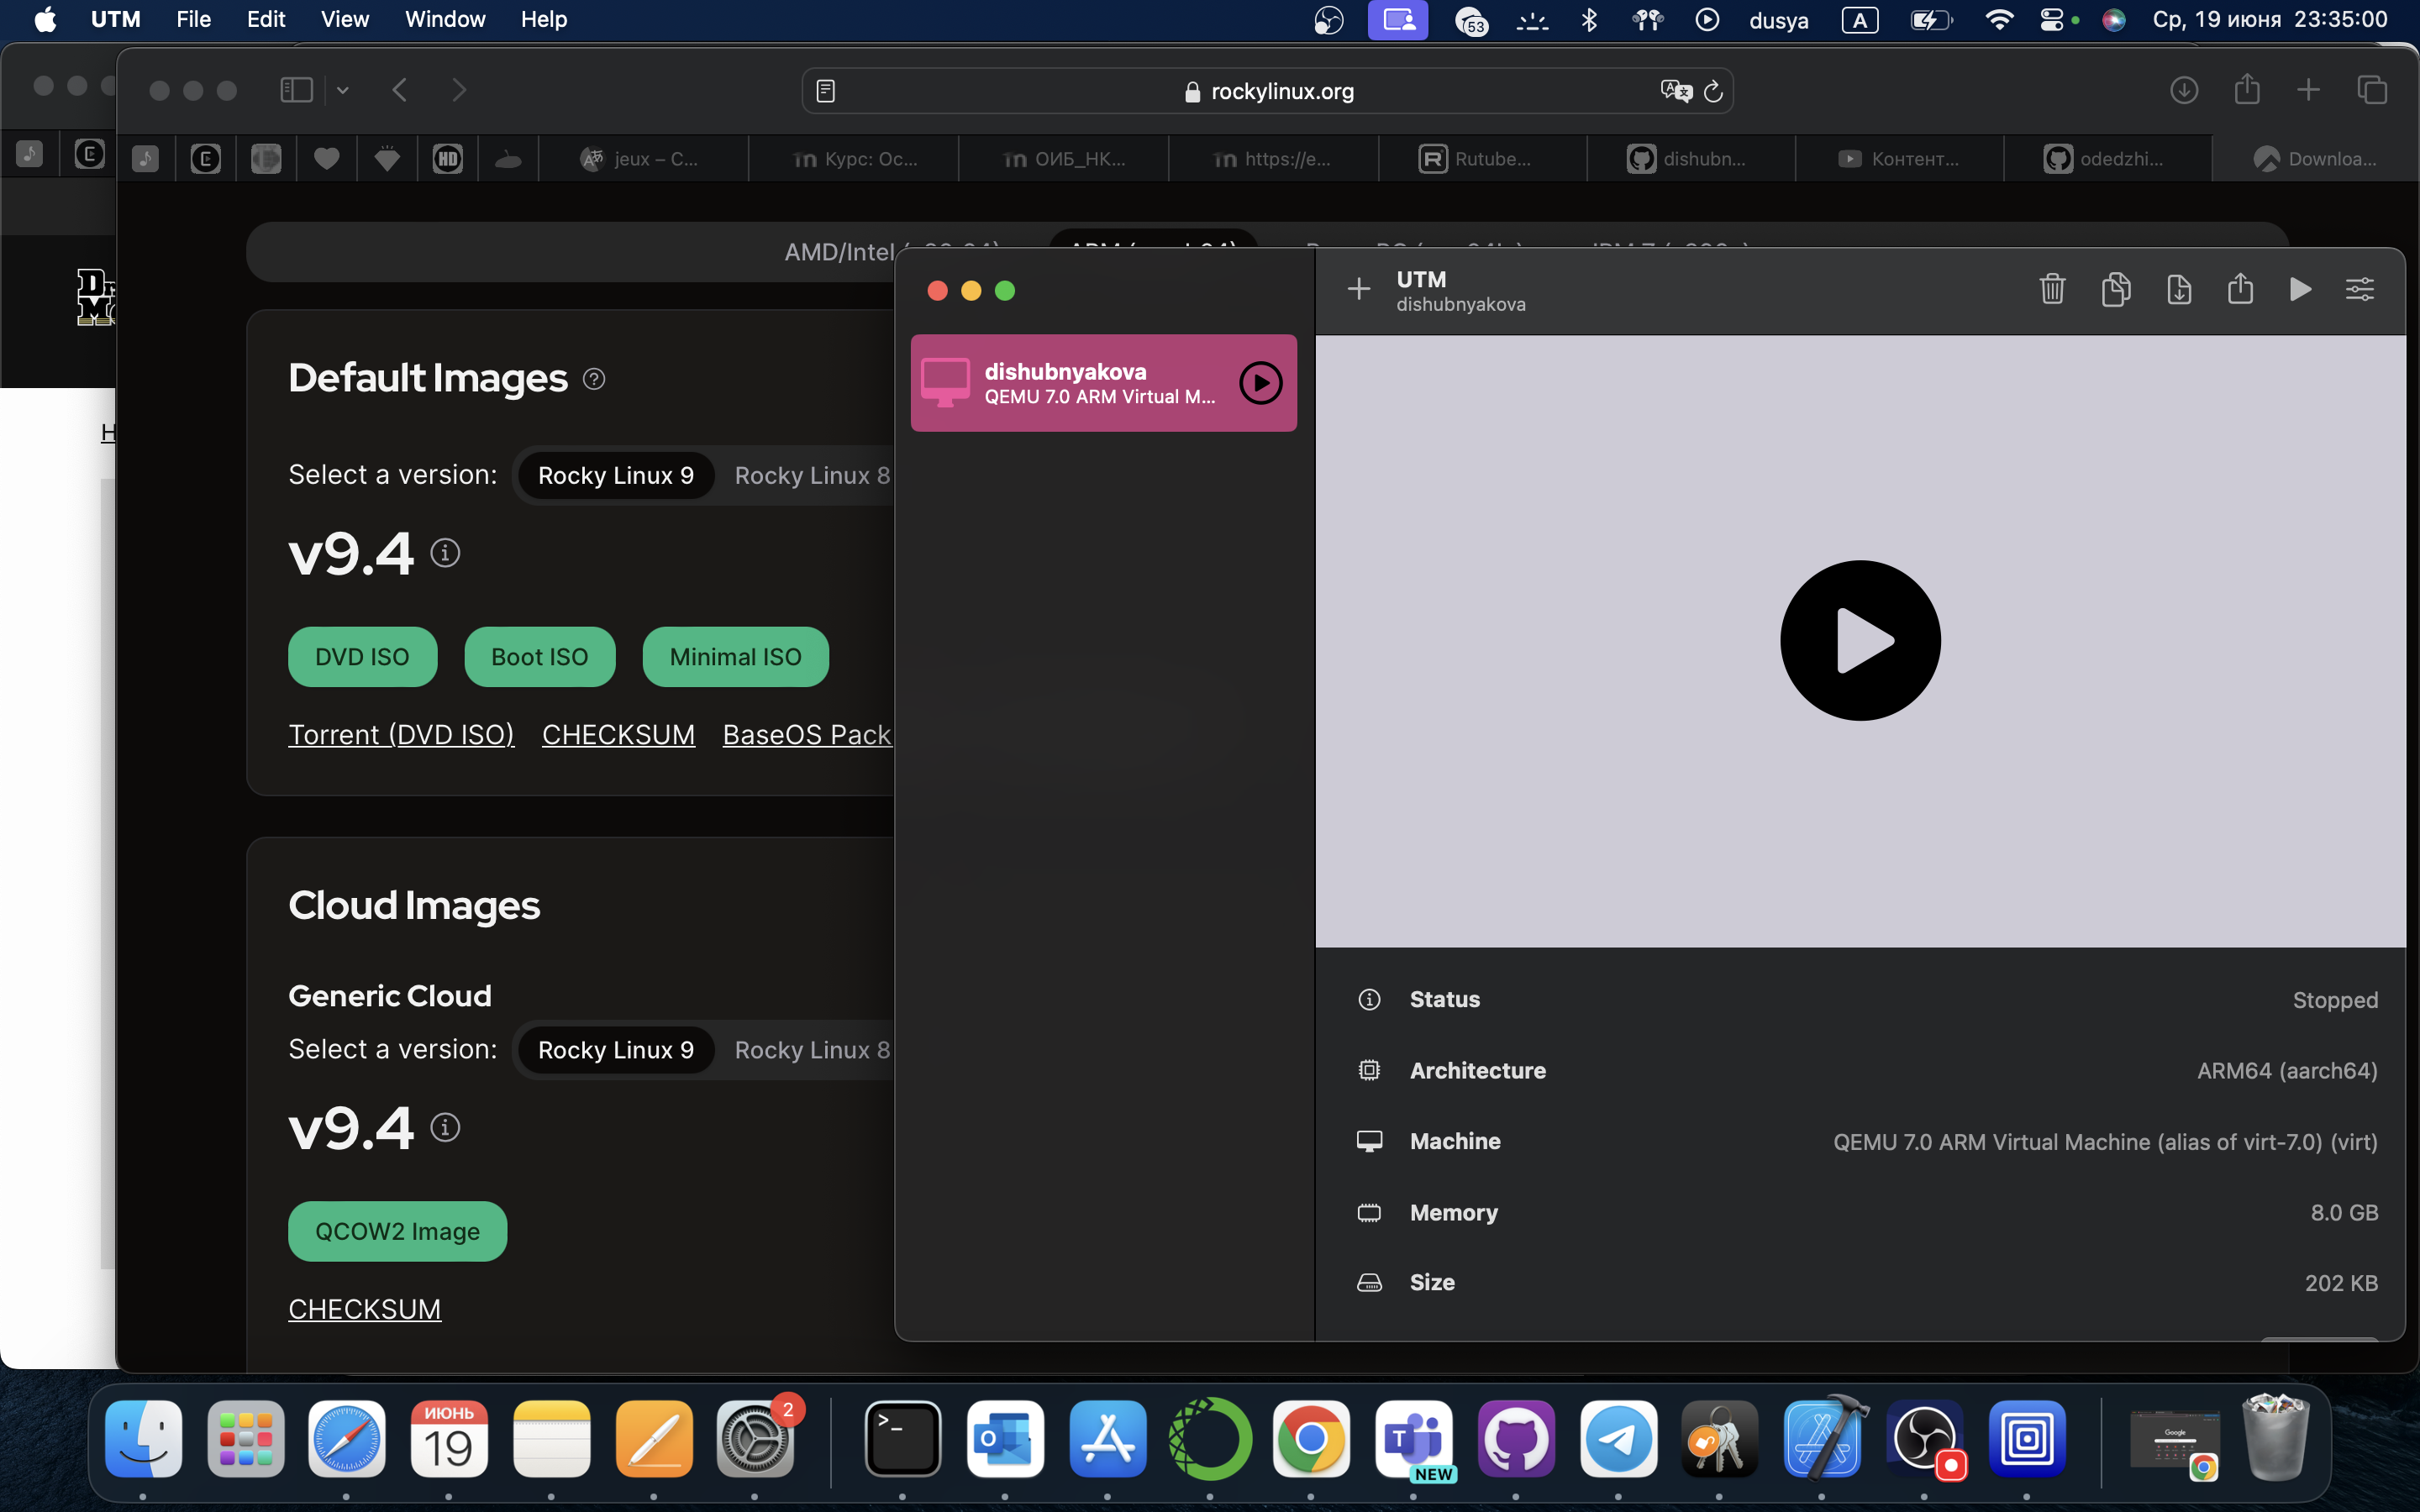 UTM File Edit View Window Help 53 dusya A Ср, 19 июня 23:35:00
rockylinux.org
jeux – С... Курс: Ос... ОИБ_НК... https://e... Rutube... dishubn... Контент... odedzhi... Downloa...
AMD/Intel
Default Images
Select a version: Rocky Linux 9 Rocky Linux 8
v9.4
DVD ISO Boot ISO Minimal ISO
Torrent (DVD ISO) CHECKSUM BaseOS Pack
Cloud Images
Generic Cloud
Select a version: Rocky Linux 9 Rocky Linux 8
v9.4
QCOW2 Image
CHECKSUM
UTM
dishubnyakova
dishubnyakova
QEMU 7.0 ARM Virtual M...
Status Stopped
Architecture ARM64 (aarch64)
Machine QEMU 7.0 ARM Virtual Machine (alias of virt-7.0) (virt)
Memory 8.0 GB
Size 202 KB
ИЮНЬ
19
2
NEW